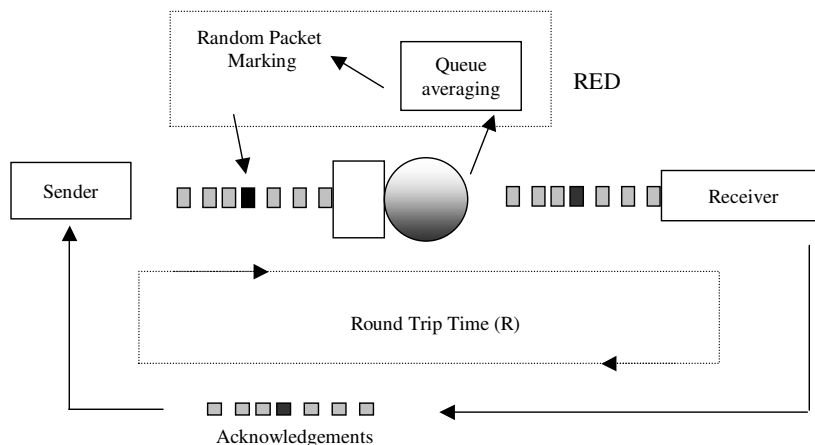 Random Packet
Marking
Queue
averaging
RED
Sender
Receiver
Round Trip Time (R)
Acknowledgements